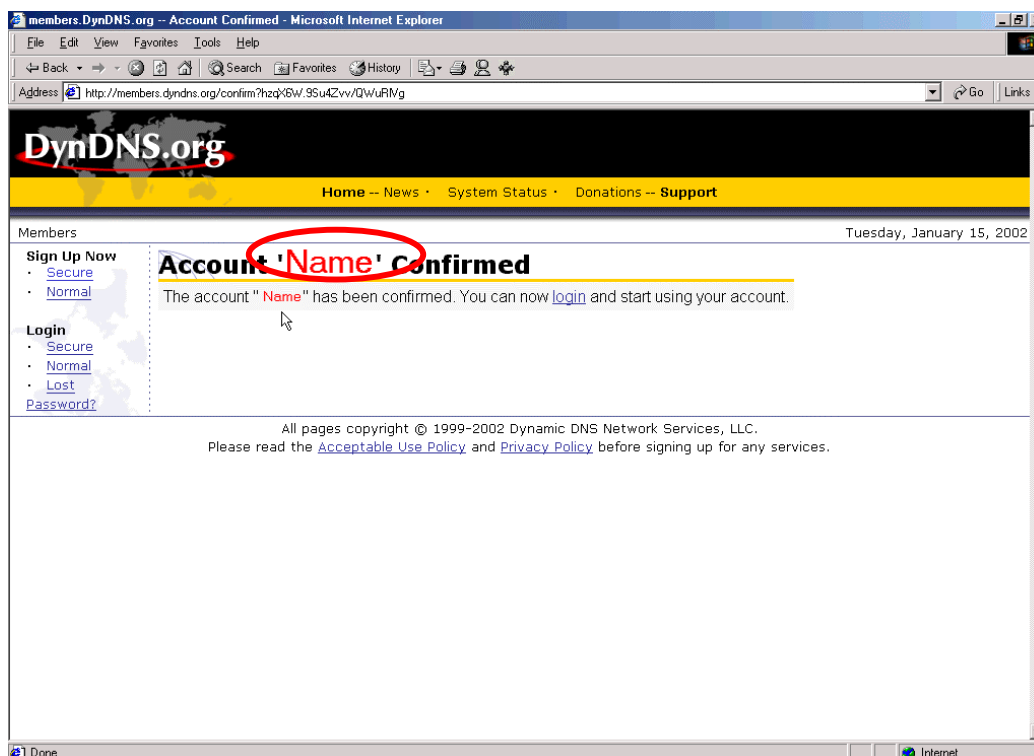 members.DynDNS.org -- Account Confirmed - Microsoft Internet Explorer
File Edit View Favorites Tools Help
Back Search Favorites History
Address http://members.dyndns.org/confirm?hzqX6W.9Su4Zvv/QWuRlVg Go Links
DynDNS.org
Home -- News · System Status · Donations -- Support
Members Tuesday, January 15, 2002
Sign Up Now
· Secure
· Normal
Login
· Secure
· Normal
· Lost
Password?
Account 'Name' Confirmed
The account "Name" has been confirmed. You can now login and start using your account.
All pages copyright © 1999-2002 Dynamic DNS Network Services, LLC.
Please read the Acceptable Use Policy and Privacy Policy before signing up for any services.
Done Internet